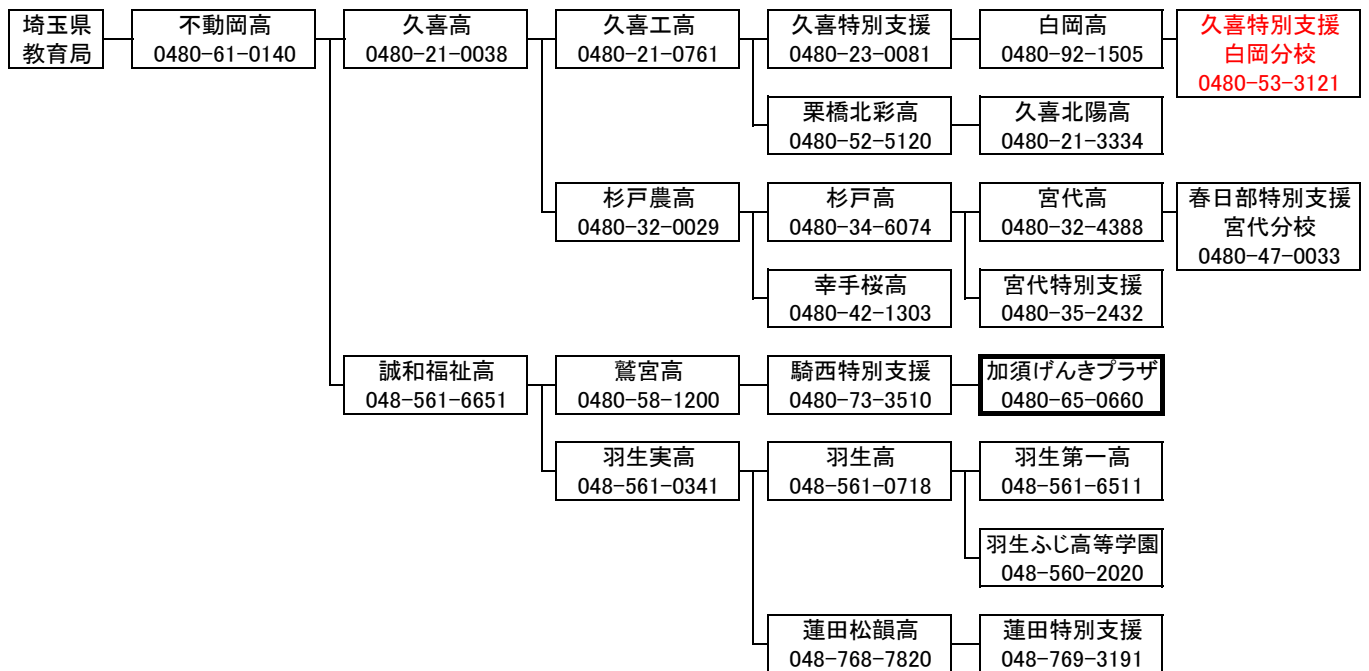 埼玉県
教育局
不動岡高
0480-61-0140
久喜高
0480-21-0038
久喜工高
0480-21-0761
久喜特別支援
0480-23-0081
白岡高
0480-92-1505
久喜特別支援
白岡分校
0480-53-3121
栗橋北彩高
0480-52-5120
久喜北陽高
0480-21-3334
杉戸農高
0480-32-0029
杉戸高
0480-34-6074
宮代高
0480-32-4388
春日部特別支援
宮代分校
0480-47-0033
幸手桜高
0480-42-1303
宮代特別支援
0480-35-2432
誠和福祉高
048-561-6651
鷲宮高
0480-58-1200
騎西特別支援
0480-73-3510
加須げんきプラザ
0480-65-0660
羽生実高
048-561-0341
羽生高
048-561-0718
羽生第一高
048-561-6511
羽生ふじ高等学園
048-560-2020
蓮田松韻高
048-768-7820
蓮田特別支援
048-769-3191